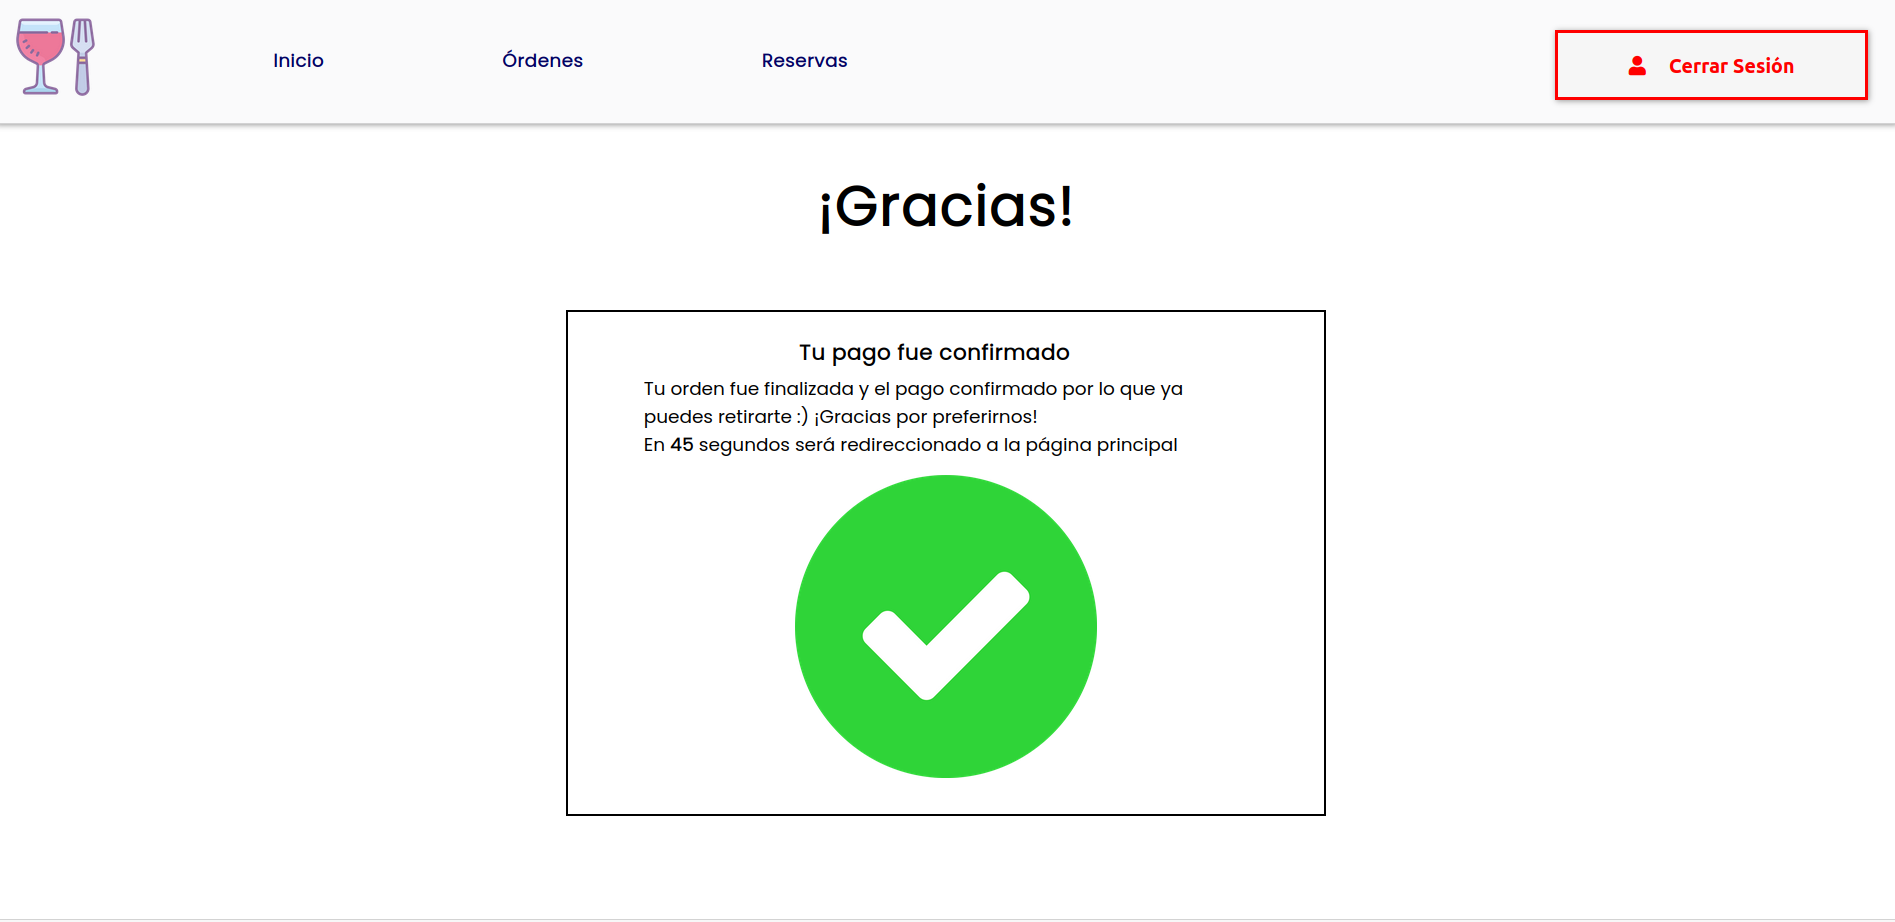 Inicio
Órdenes
Reservas
Cerrar Sesión
¡Gracias!
Tu pago fue confirmado
Tu orden fue finalizada y el pago confirmado por lo que ya
puedes retirarte :) ¡Gracias por preferirnos!
En 45 segundos será redireccionado a la página principal